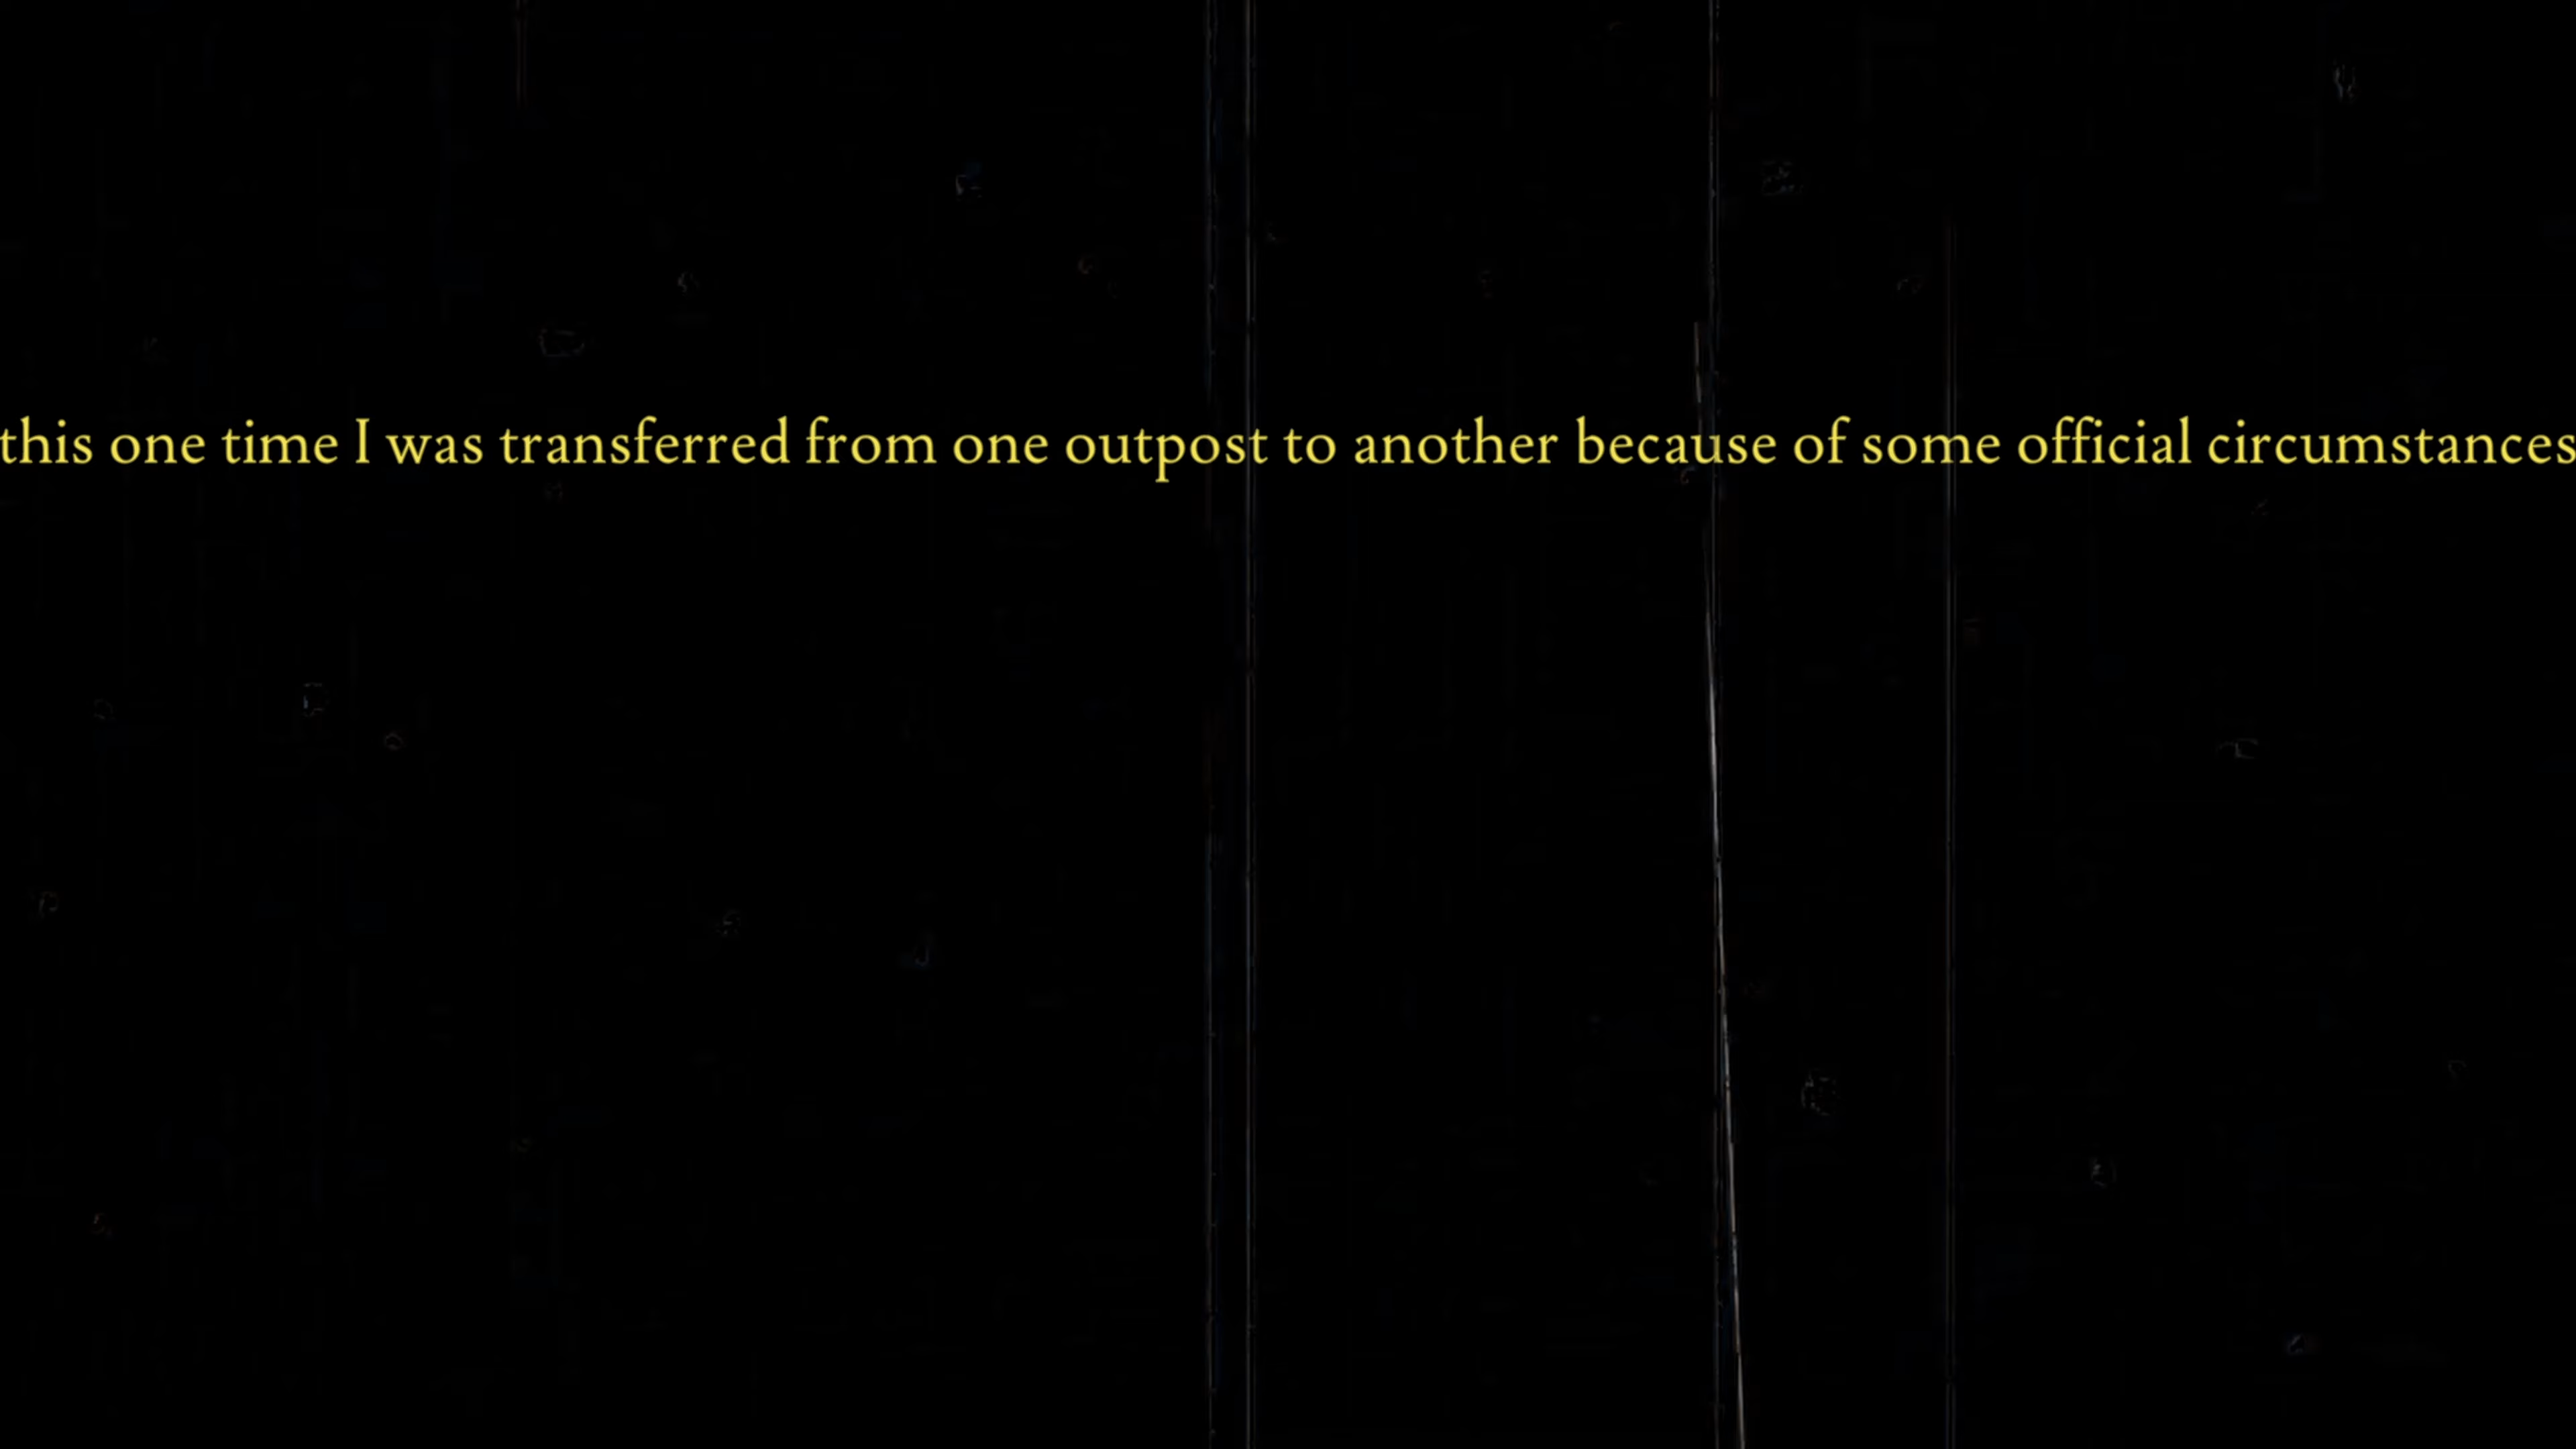 this one time I was transferred from one outpost to another because of some official circumstances